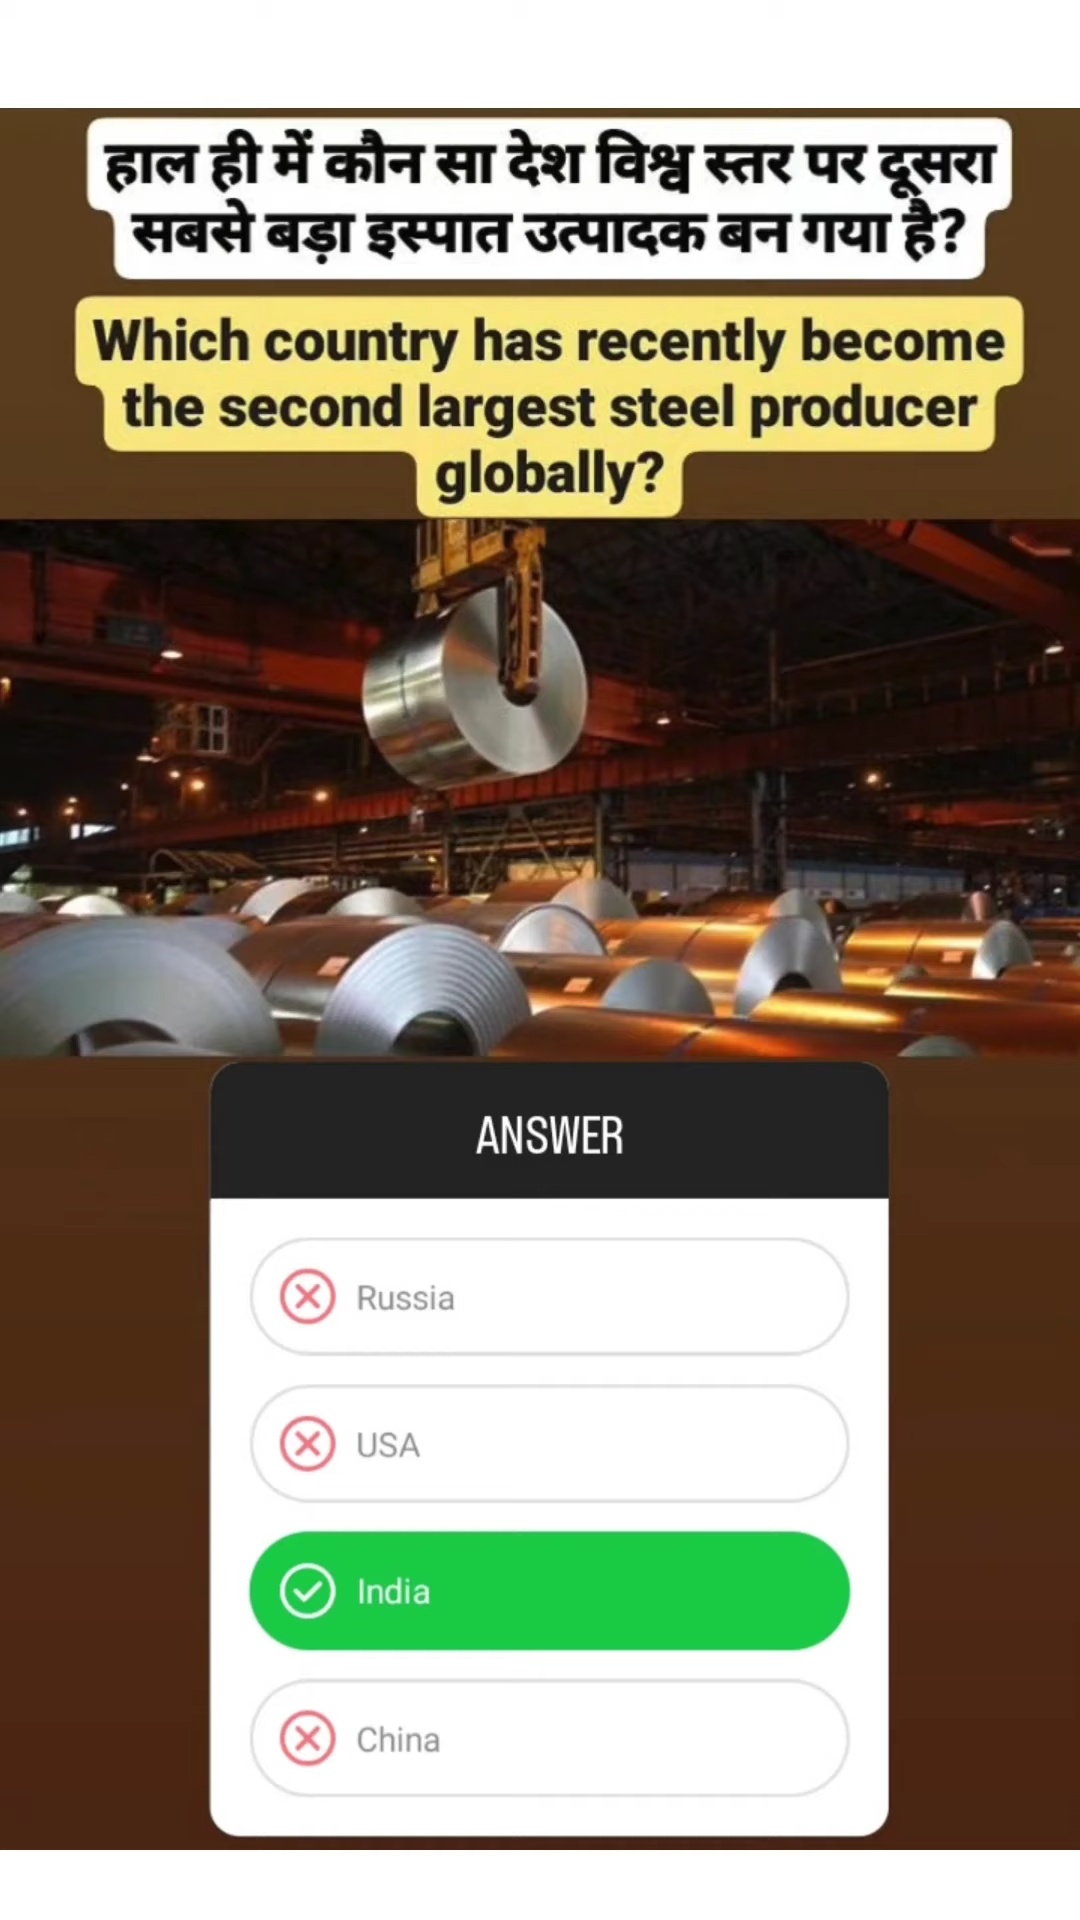 हाल ही में कौन सा देश विश्व स्तर पर दूसरा
सबसे बड़ा इस्पात उत्पादक बन गया है?
Which country has recently become
the second largest steel producer
globally?
ANSWER
Russia
USA
India
China